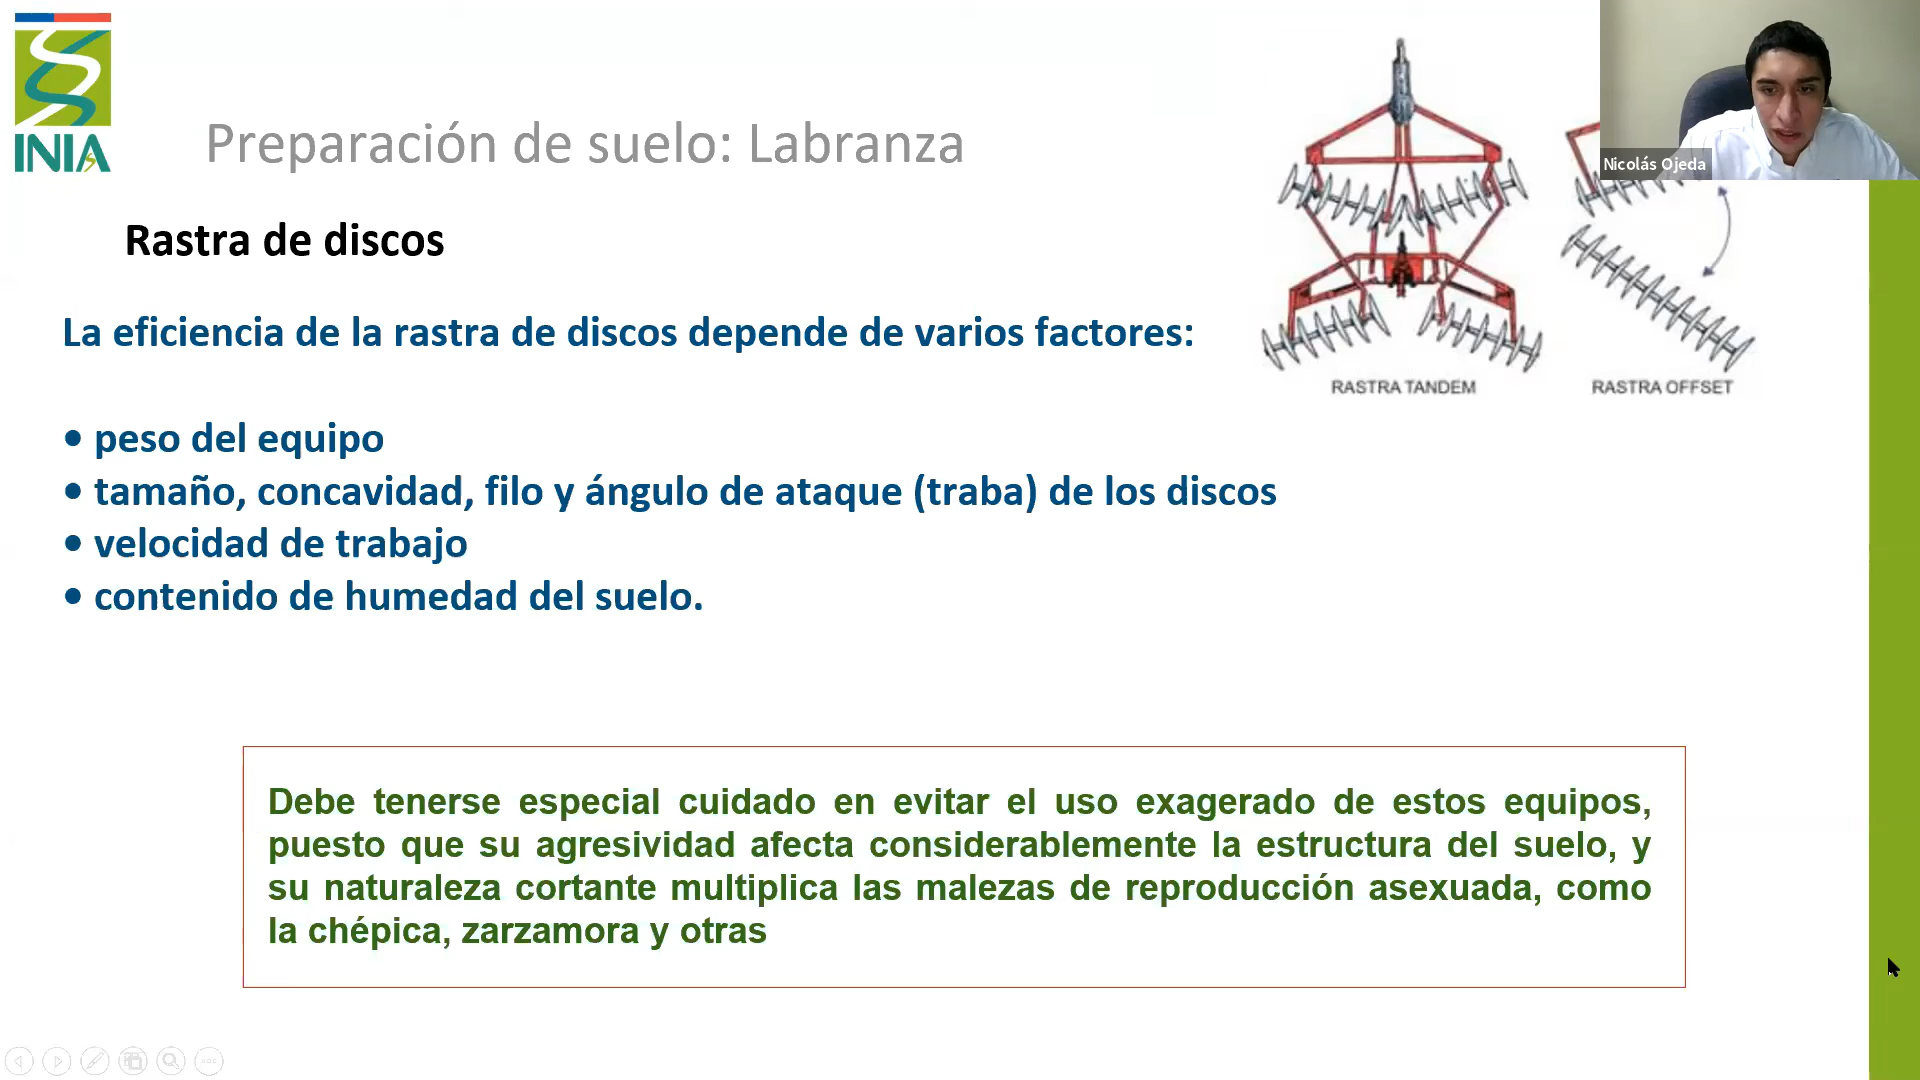 INIA
Preparación de suelo: Labranza
Nicolás Ojeda
Rastra de discos
La eficiencia de la rastra de discos depende de varios factores:
RASTRA TANDEM
RASTRA OFFSET
• peso del equipo
• tamaño, concavidad, filo y ángulo de ataque (traba) de los discos
• velocidad de trabajo
• contenido de humedad del suelo.
Debe tenerse especial cuidado en evitar el uso exagerado de estos equipos,
puesto que su agresividad afecta considerablemente la estructura del suelo, y
su naturaleza cortante multiplica las malezas de reproducción asexuada, como
la chépica, zarzamora y otras